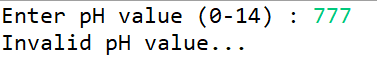 Enter pH value (0-14) : 777
Invalid pH value...